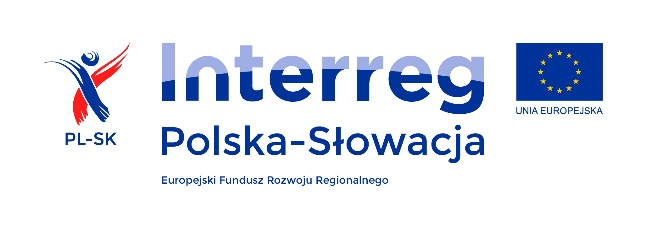 PL-SK
Interreg
Polska-Słowacja
Europejski Fundusz Rozwoju Regionalnego
UNIA EUROPEJSKA